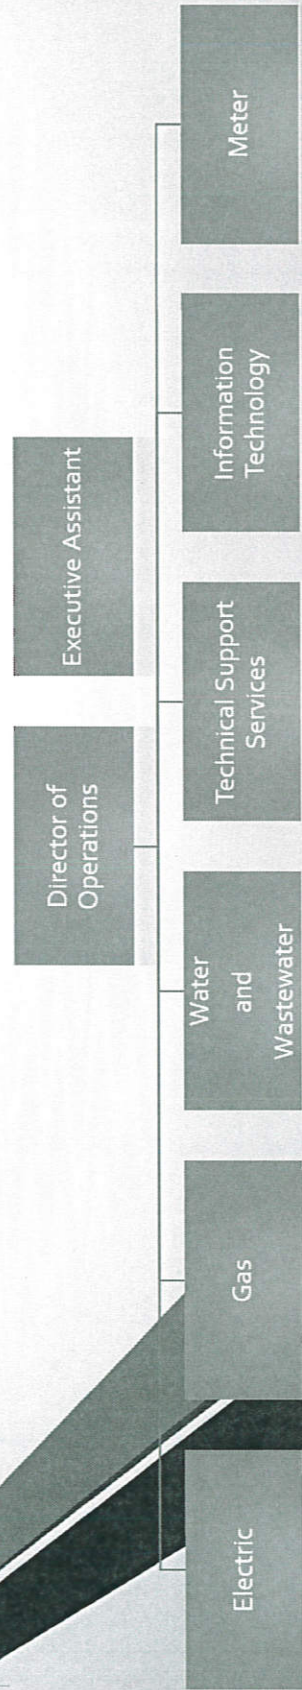 Director of
Operations
Executive Assistant
Electric
Gas
Water
and
Wastewater
Technical Support
Services
Information
Technology
Meter